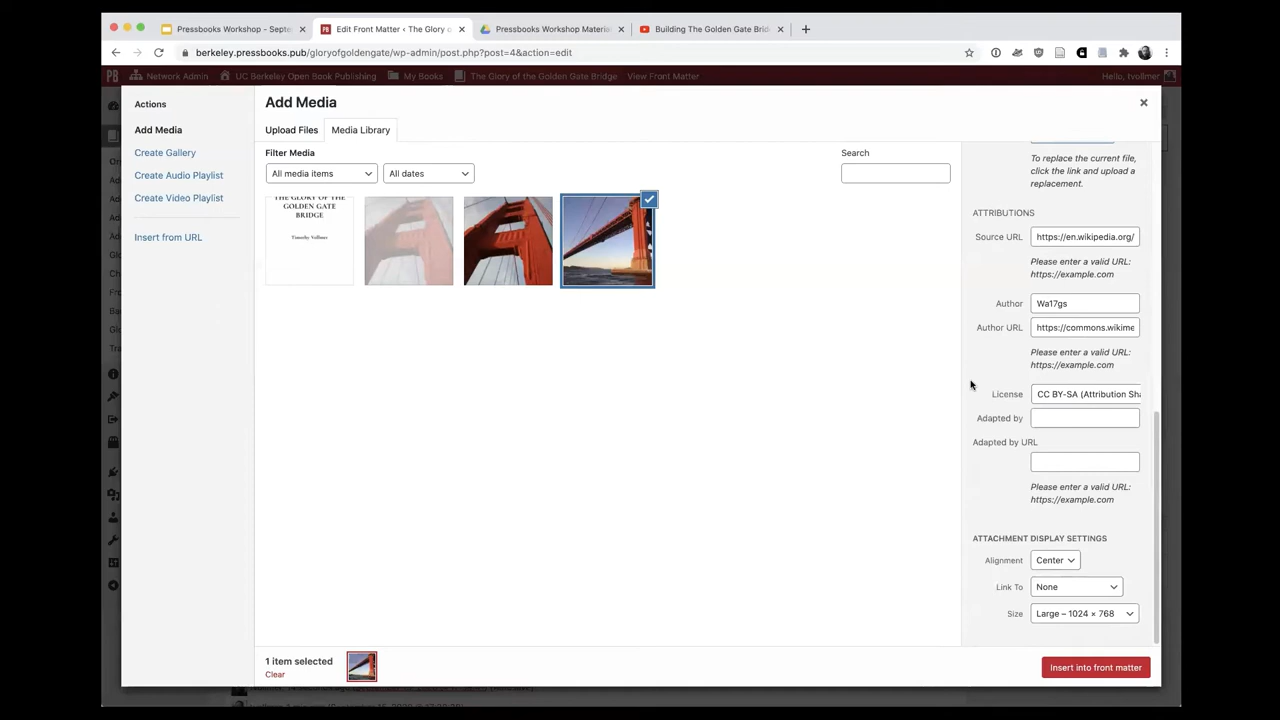 Pressbooks Workshop - Septe
Edit Front Matter ‹ The Glory o
Pressbooks Workshop Materia
Building The Golden Gate Brid
berkeley.pressbooks.pub/gloryofgoldengate/wp-admin/post.php?post=4&action=edit
Network Admin
UC Berkeley Open Book Publishing
My Books
The Glory of the Golden Gate Bridge
View Front Matter
Hello, tvollmer
Actions
Add Media
Create Gallery
Create Audio Playlist
Create Video Playlist
Insert from URL
Add Media
Upload Files
Media Library
Filter Media
All media items
All dates
Search
THE GLORY OF THE
GOLDEN GATE
BRIDGE
Timothy Vollmer
To replace the current file,
click the link and upload a
replacement.
ATTRIBUTIONS
Source URL
https://en.wikipedia.org/
Please enter a valid URL:
https://example.com
Author
Wa17gs
Author URL
https://commons.wikime
Please enter a valid URL:
https://example.com
License
CC BY-SA (Attribution Sha
Adapted by
Adapted by URL
Please enter a valid URL:
https://example.com
ATTACHMENT DISPLAY SETTINGS
Alignment
Center
Link To
None
Size
Large – 1024 × 768
1 item selected
Clear
Insert into front matter